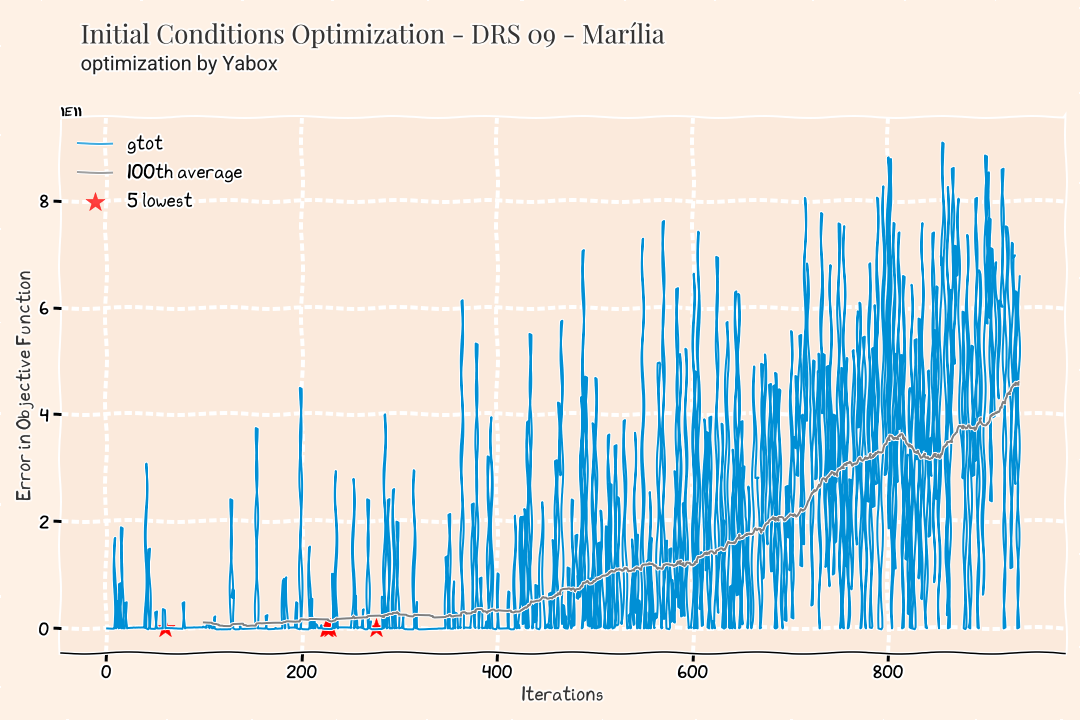 Initial Conditions Optimization - DRS 09 - Marília
optimization by Yabox
1E11
gtot
100th average
5 lowest
8
6
4
2
0
Error in Objective Function
0 200 400 600 800
Iterations